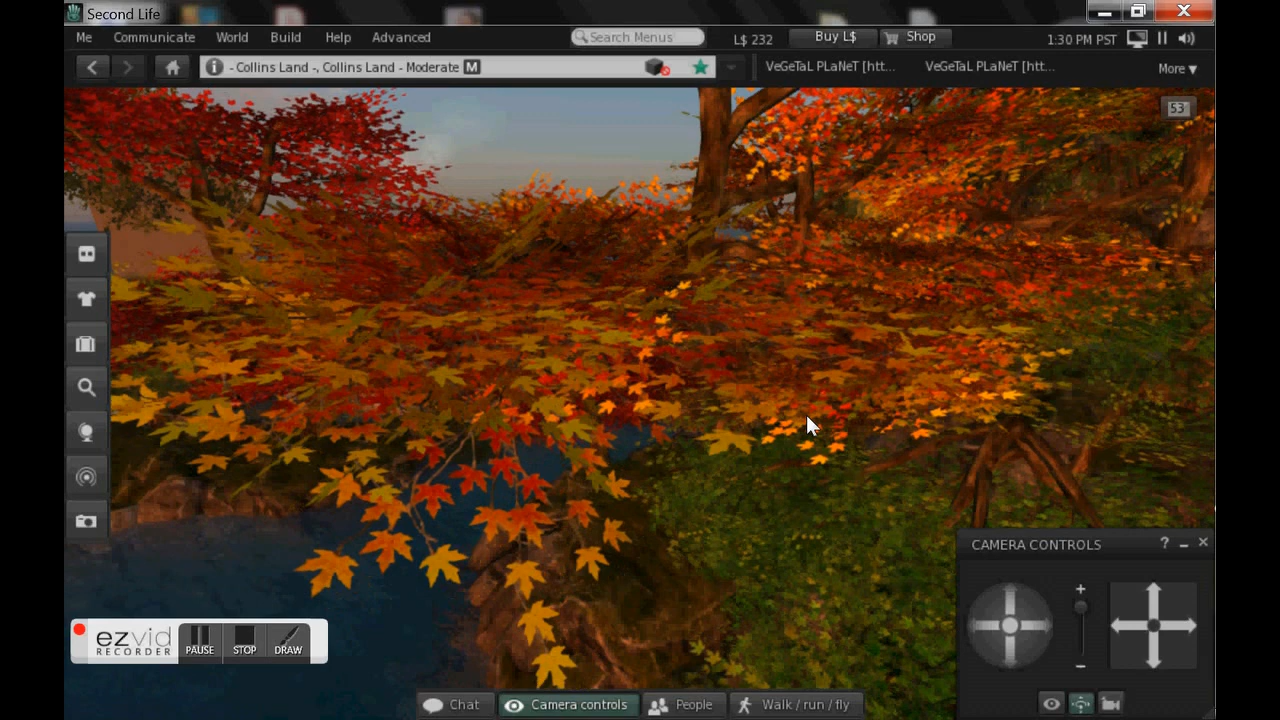 Second Life
Me Communicate World Build Help Advanced Search Menus L$ 232 Buy L$ Shop 1:30 PM PST
- Collins Land -, Collins Land - Moderate M VeGeTaL PLaNeT [htt... VeGeTaL PLaNeT [htt... More
53
CAMERA CONTROLS ?
+
-
ezvid
RECORDER PAUSE STOP DRAW
Chat Camera controls People Walk / run / fly